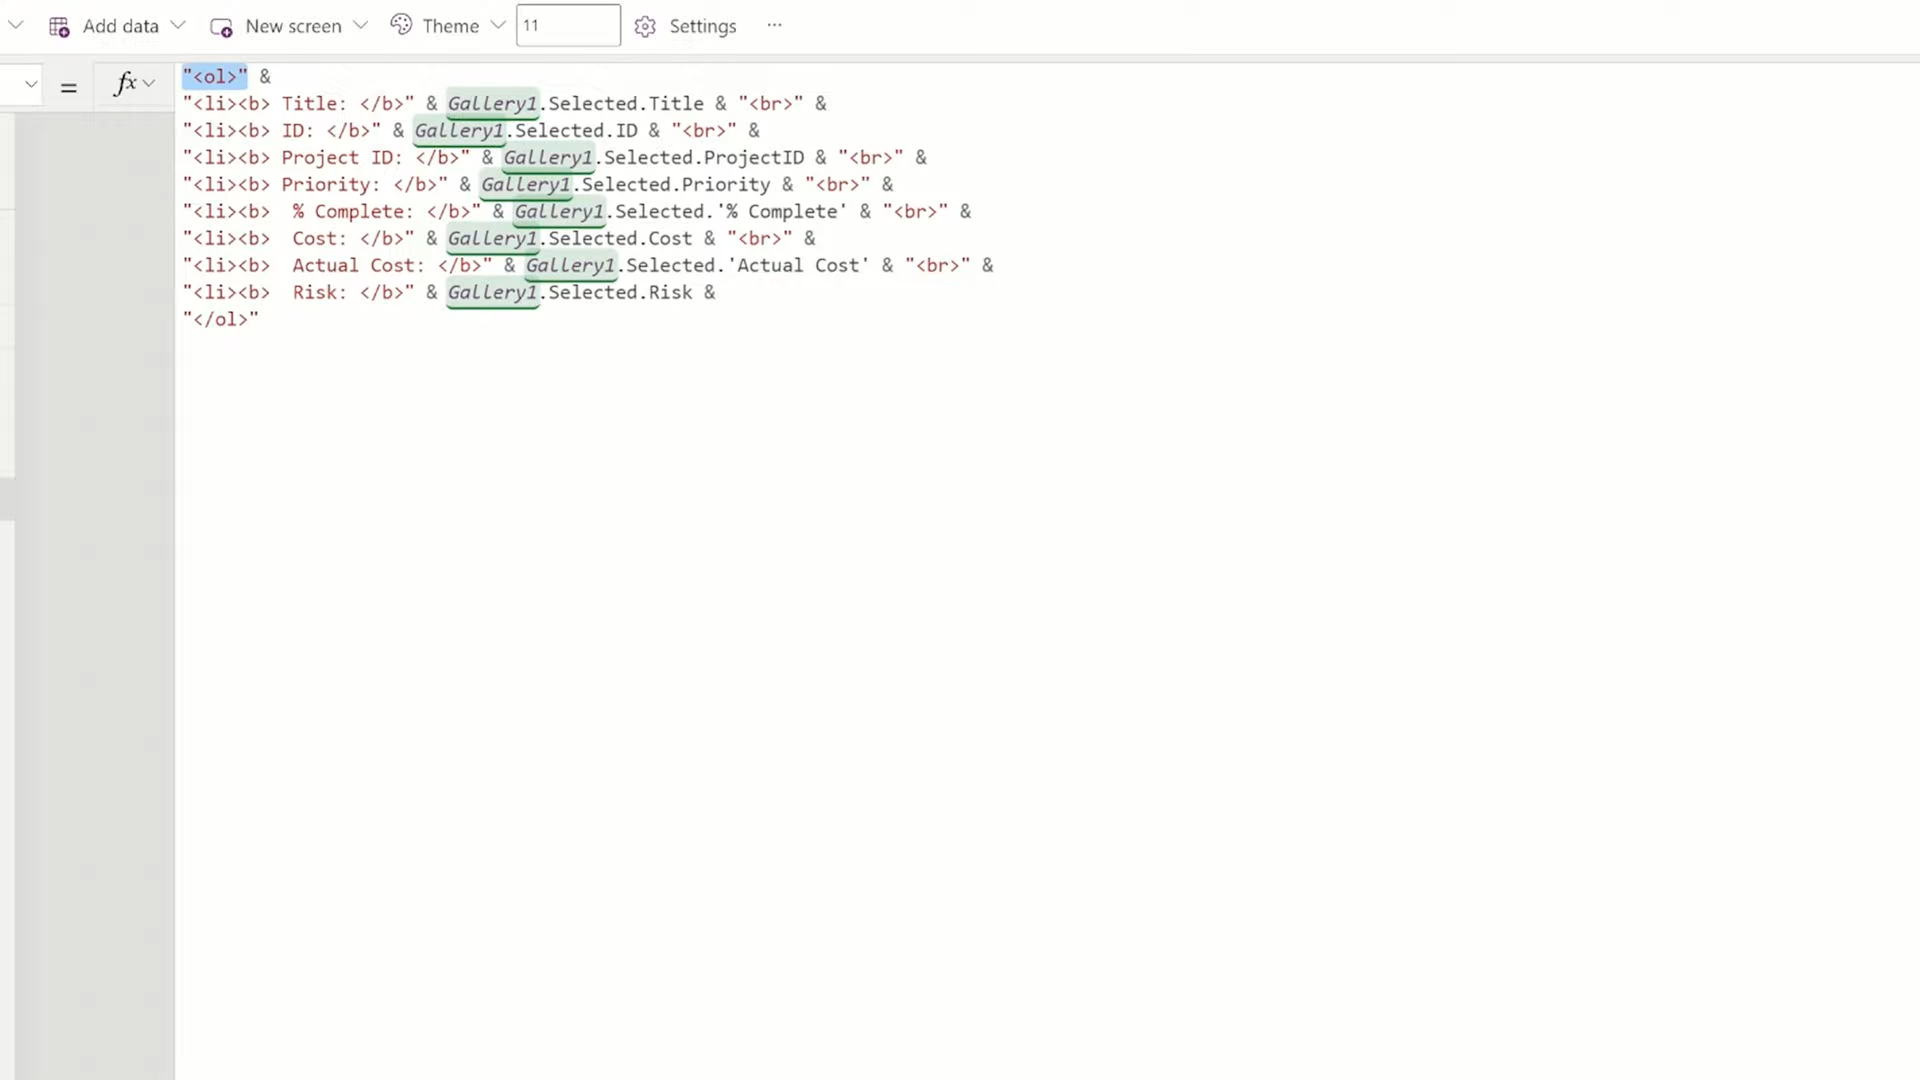 Add data New screen Theme 11 Settings ...
= fx "<ol>" &
"<li><b> Title: </b>" & Gallery1.Selected.Title & "<br>" &
"<li><b> ID: </b>" & Gallery1.Selected.ID & "<br>" &
"<li><b> Project ID: </b>" & Gallery1.Selected.ProjectID & "<br>" &
"<li><b> Priority: </b>" & Gallery1.Selected.Priority & "<br>" &
"<li><b>  % Complete: </b>" & Gallery1.Selected.'% Complete' & "<br>" &
"<li><b>  Cost: </b>" & Gallery1.Selected.Cost & "<br>" &
"<li><b>  Actual Cost: </b>" & Gallery1.Selected.'Actual Cost' & "<br>" &
"<li><b>  Risk: </b>" & Gallery1.Selected.Risk &
"</ol>"